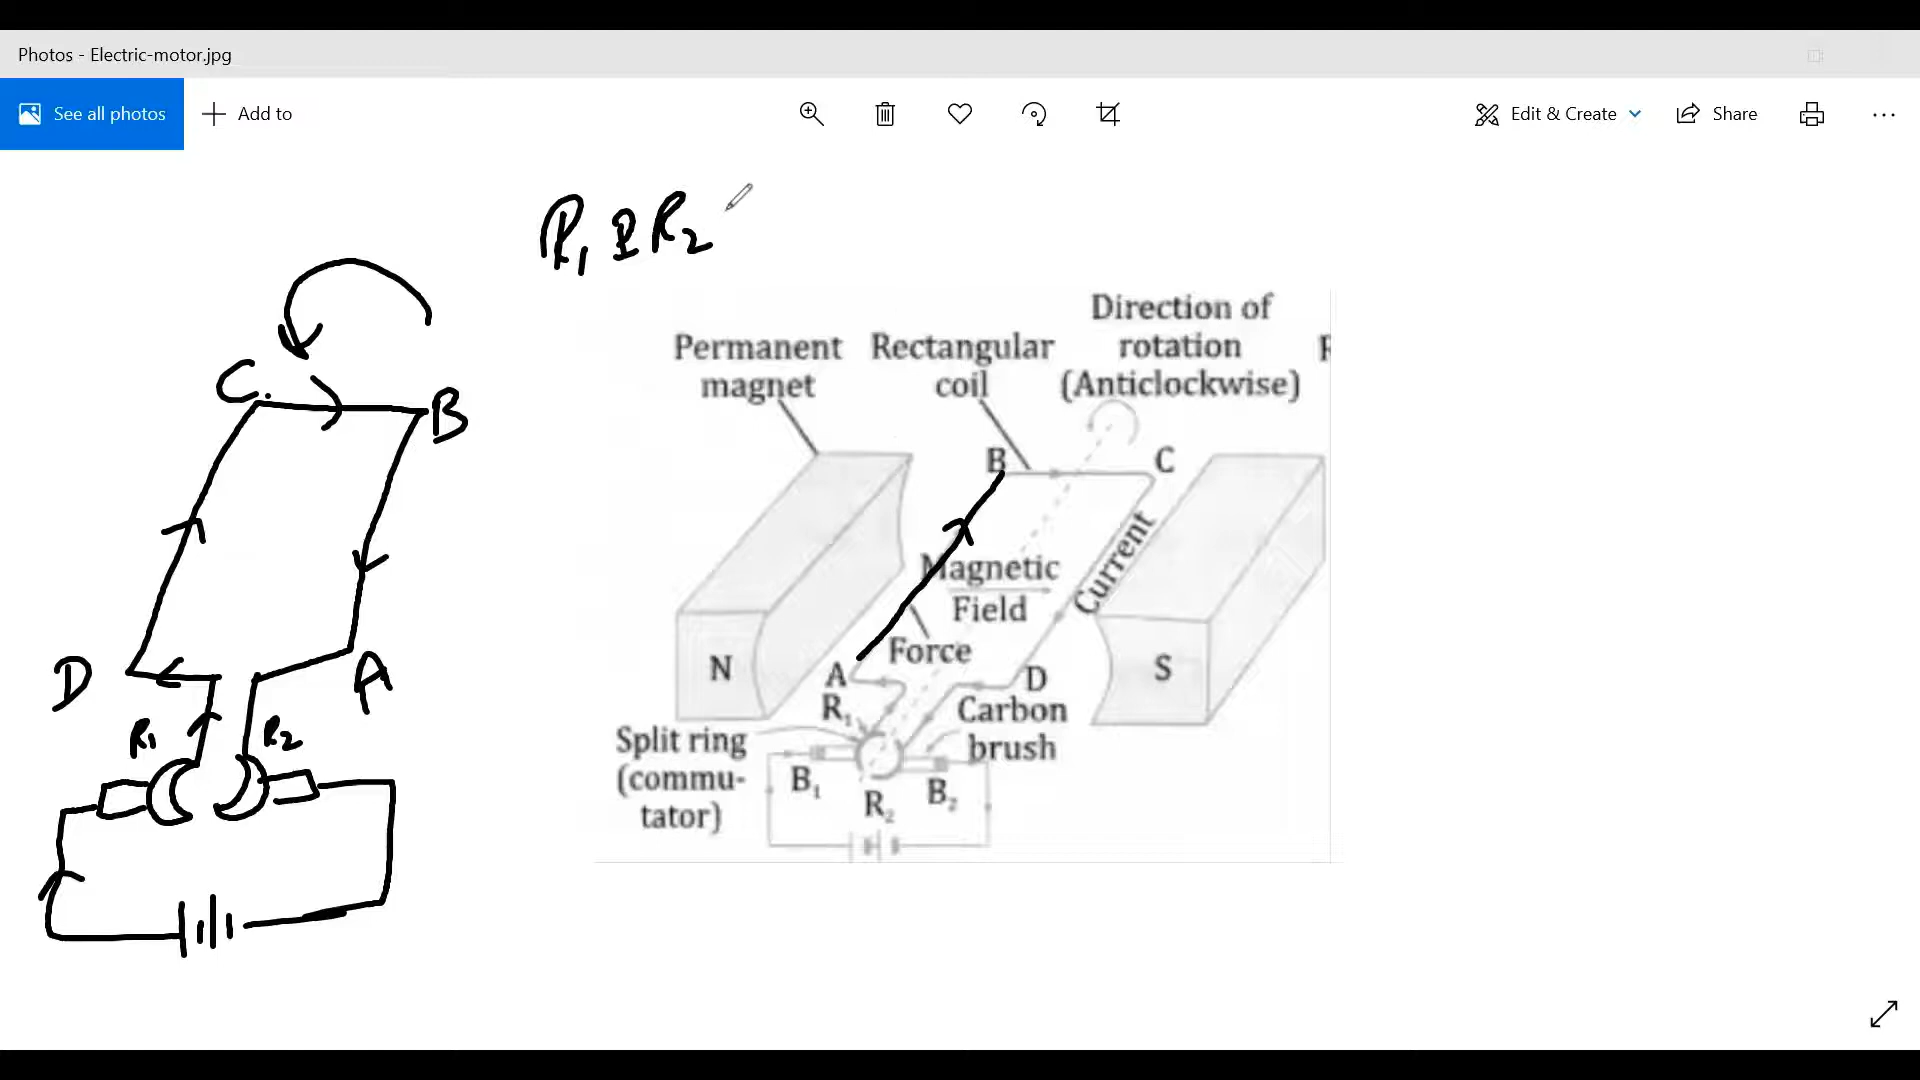 Photos - Electric-motor.jpg
See all photos
Add to
Edit & Create
Share
R1 & R2
C
B
D
A
R1
R2
Permanent
magnet
Rectangular
coil
Direction of
rotation
(Anticlockwise)
B
C
Magnetic
Field
Current
Force
N
S
A
D
R1
Carbon
brush
Split ring
(commu-
tator)
B1
R2
B2